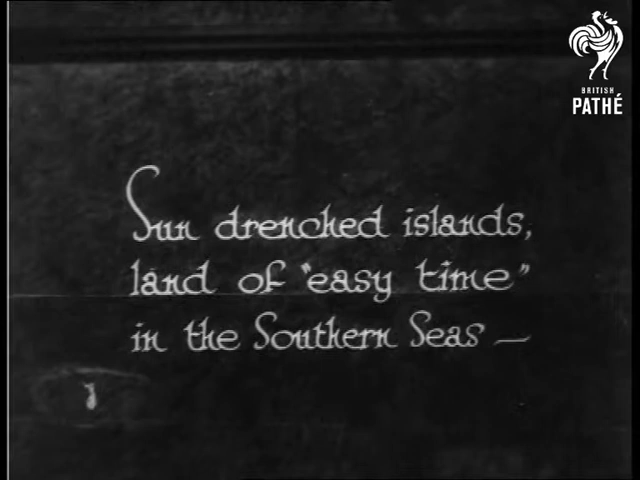 BRITISH
PATHÉ
Sun drenched islands,
land of "easy time"
in the Southern Seas —